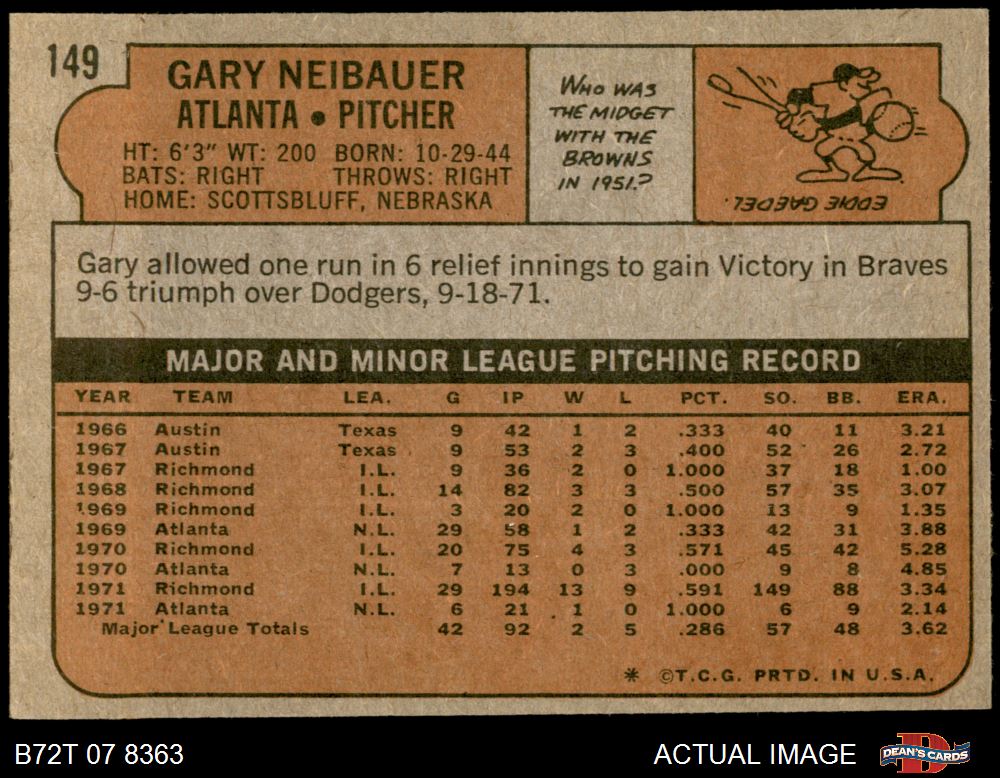 149
GARY NEIBAUER
ATLANTA • PITCHER
HT: 6'3" WT: 200 BORN: 10-29-44
BATS: RIGHT THROWS: RIGHT
HOME: SCOTTSBLUFF, NEBRASKA
WHO WAS
THE MIDGET
WITH THE
BROWNS
IN 1951?
EDDIE GAEDEL.
Gary allowed one run in 6 relief innings to gain Victory in Braves
9-6 triumph over Dodgers, 9-18-71.
MAJOR AND MINOR LEAGUE PITCHING RECORD
YEAR TEAM LEA. G IP W L PCT. SO. BB. ERA.
1966 Austin Texas 9 42 1 2 .333 40 11 3.21
1967 Austin Texas 9 53 2 3 .400 52 26 2.72
1967 Richmond I.L. 9 36 2 0 1.000 37 18 1.00
1968 Richmond I.L. 14 82 3 3 .500 57 35 3.07
1969 Richmond I.L. 3 20 2 0 1.000 13 9 1.35
1969 Atlanta N.L. 29 58 1 2 .333 42 31 3.88
1970 Richmond I.L. 20 75 4 3 .571 45 42 5.28
1970 Atlanta N.L. 7 13 0 3 .000 9 8 4.85
1971 Richmond I.L. 29 194 13 9 .591 149 88 3.34
1971 Atlanta N.L. 6 21 1 0 1.000 6 9 2.14
Major League Totals 42 92 2 5 .286 57 48 3.62
* ©T.C.G. PRTD. IN U.S.A.
B72T 07 8363
ACTUAL IMAGE
D
DEAN'S CARDS